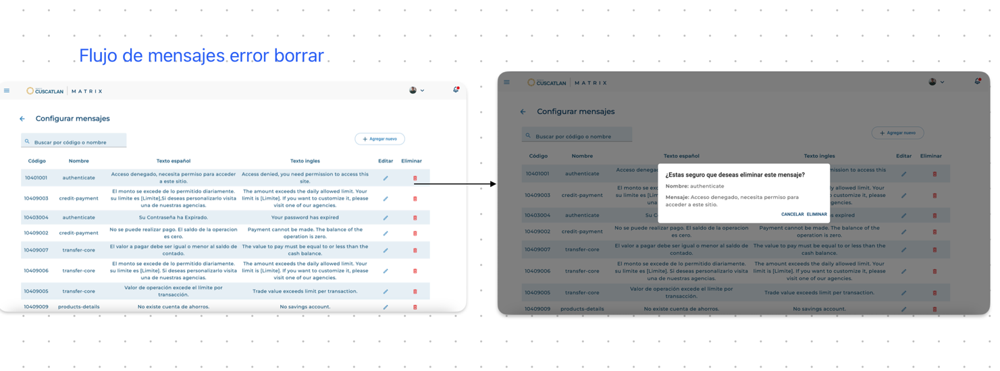 Flujo de mensajes error borrar
CUSCATLAN MATRIX
Configurar mensajes
Buscar por código o nombre
+ Agregar nuevo
Código Nombre Texto español Texto ingles Editar Eliminar
10401001 authenticate Acceso denegado, necesita permiso para acceder a este sitio. Access denied, you need permission to access this site.
10409003 credit-payment El monto se excede de lo permitido diariamente. su limite es [Limite],Si deseas personalizarlo visita una de nuestras agencias. The amount exceeds the daily allowed limit. Your limit is [Limite]. If you want to customize it, please visit one of our agencies.
10403004 authenticate Su Contraseña ha Expirado. Your password has expired
10409002 credit-payment No se puede realizar pago. El saldo de la operacion es cero. Payment cannot be made. The balance of the operation is zero.
10409007 transfer-core El valor a pagar debe ser igual o menor al saldo de contado. The value to pay must be equal to or less than the cash balance.
10409006 transfer-core El monto se excede de lo permitido diariamente. su limite es [Limite]. Si deseas personalizarlo visita una de nuestras agencias. The amount exceeds the daily allowed limit. Your limit is [Limite]. If you want to customize it, please visit one of our agencies.
10409005 transfer-core Valor de operación excede el límite por transacción. Trade value exceeds limit per transaction.
10409009 products-details No existe cuenta de ahorros. No savings account.
CUSCATLAN MATRIX
Configurar mensajes
Buscar por código o nombre
+ Agregar nuevo
Código Nombre Texto español Texto ingles Editar Eliminar
10401001 authenticate Acceso deneg mission to access this
10409003 credit-payment El monto se exc su limite es [L una de y allowed limit. Your customize it, please agencies.
10403004 authenticate Su C s expired
10409002 credit-payment No se puede realizar pago. El saldo de la operacion es cero. Payment cannot be made. The balance of the operation is zero.
10409007 transfer-core El valor a pagar debe ser igual o menor al saldo de contado. The value to pay must be equal to or less than the cash balance.
10409006 transfer-core El monto se excede de lo permitido diariamente. su limite es [Limite]. Si deseas personalizarlo visita una de nuestras agencias. The amount exceeds the daily allowed limit. Your limit is [Limite]. If you want to customize it, please visit one of our agencies.
10409005 transfer-core Valor de operación excede el límite por transacción. Trade value exceeds limit per transaction.
10409009 products-details No existe cuenta de ahorros. No savings account.
¿Estas seguro que deseas eliminar este mensaje?
Nombre: authenticate
Mensaje: Acceso denegado, necesita permiso para
acceder a este sitio.
CANCELAR ELIMINAR